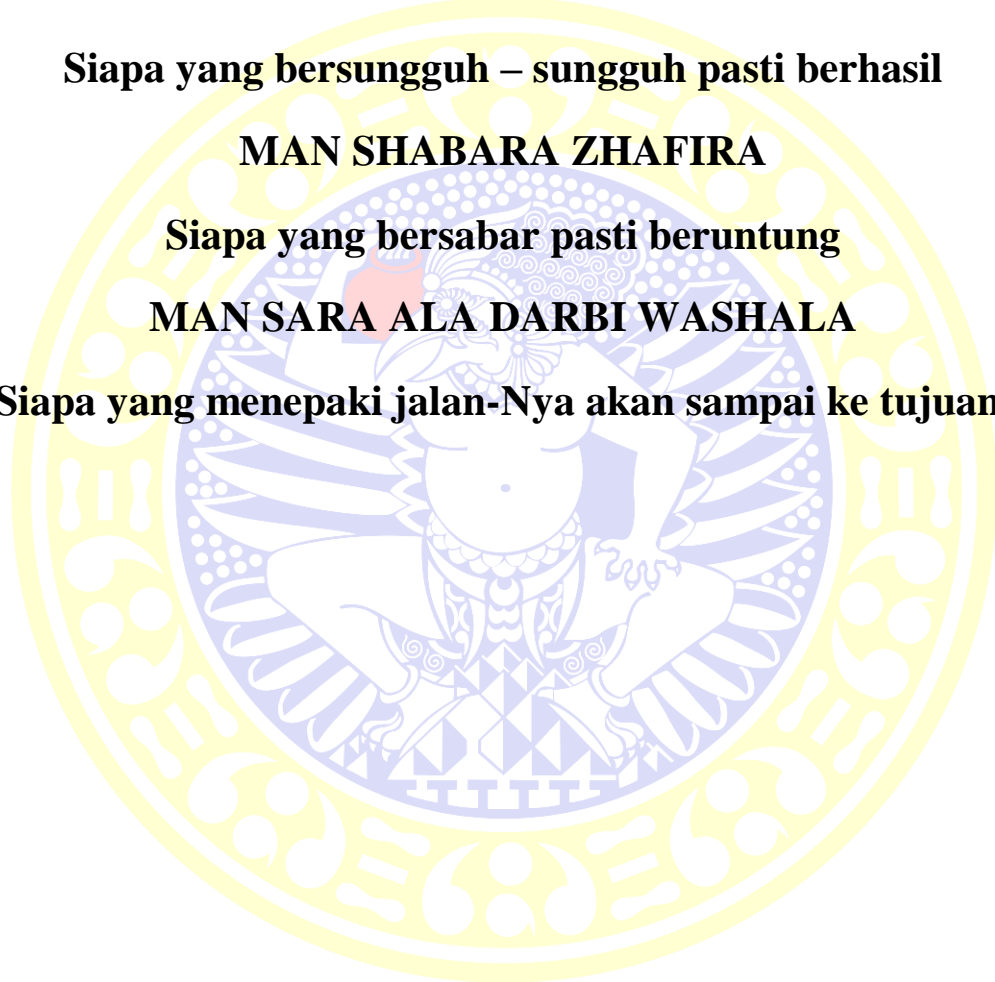 Siapa yang bersungguh – sungguh pasti berhasil
MAN SHABARA ZHAFIRA
Siapa yang bersabar pasti beruntung
MAN SARA ALA DARBI WASHALA
Siapa yang menepaki jalan-Nya akan sampai ke tujuan